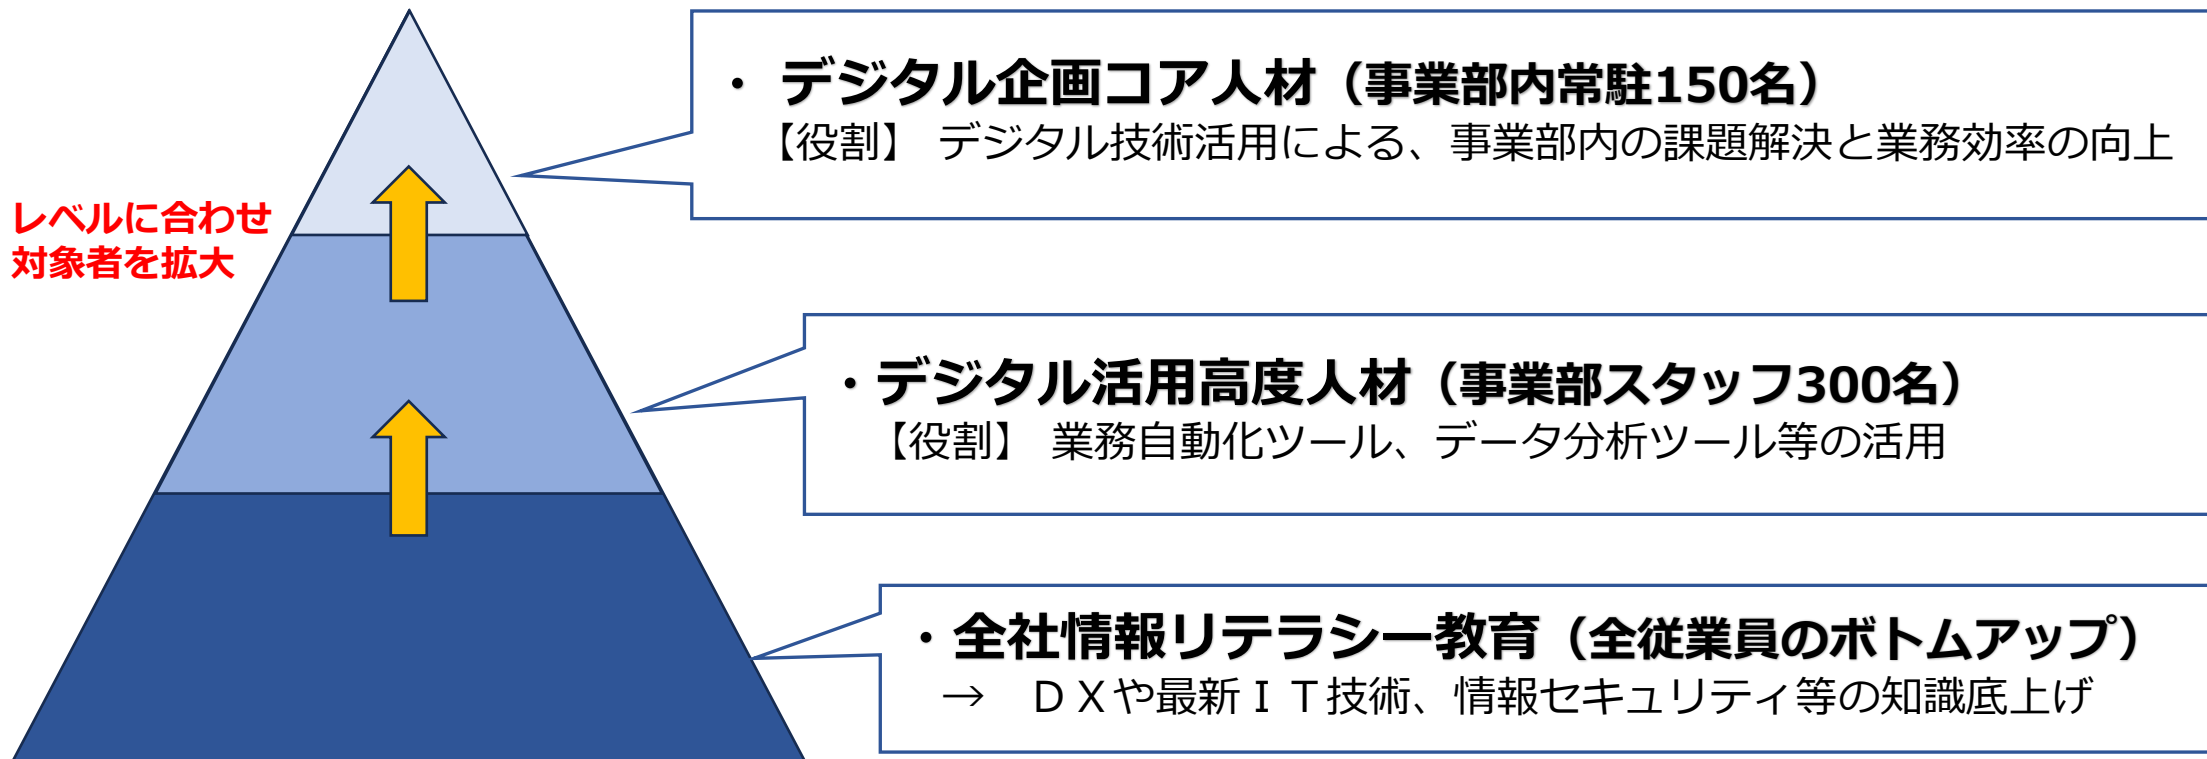 ・ デジタル企画コア人材（事業部内常駐150名）
【役割】 デジタル技術活用による、事業部内の課題解決と業務効率の向上
レベルに合わせ
対象者を拡大
・デジタル活用高度人材（事業部スタッフ300名）
【役割】 業務自動化ツール、データ分析ツール等の活用
・全社情報リテラシー教育（全従業員のボトムアップ）
→　ＤＸや最新ＩＴ技術、情報セキュリティ等の知識底上げ